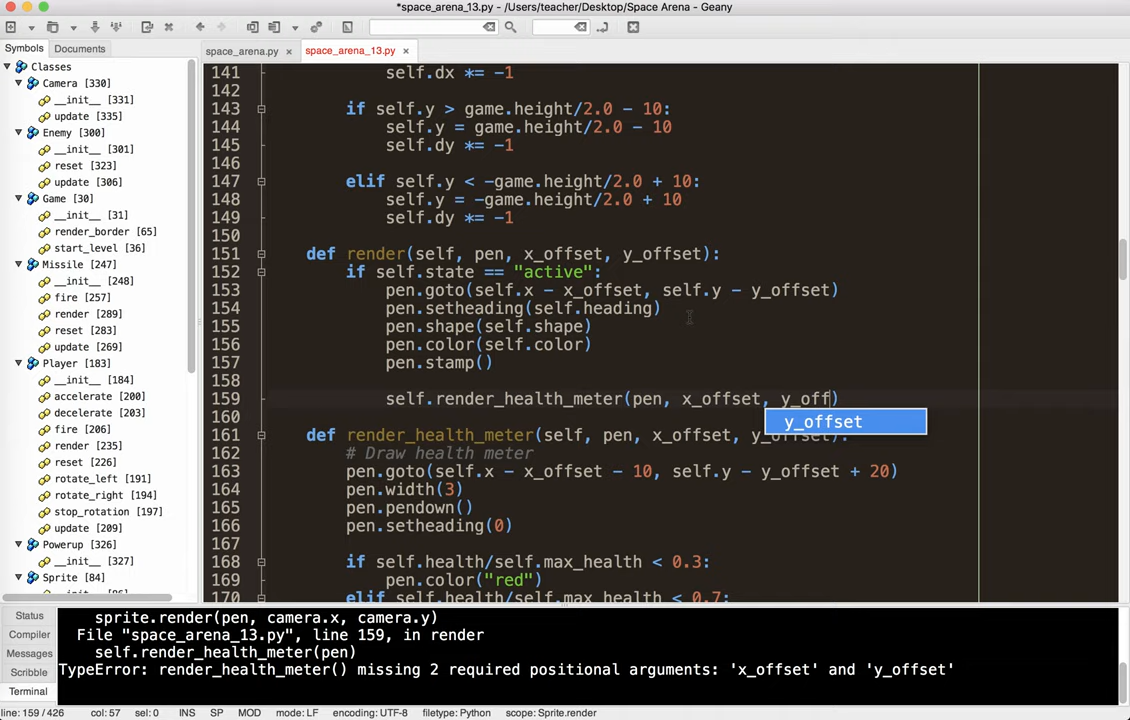 *space_arena_13.py - /Users/teacher/Desktop/Space Arena - Geany
Symbols Documents
space_arena.py × space_arena_13.py ×
Classes
Camera [330]
__init__ [331]
update [335]
Enemy [300]
__init__ [301]
reset [323]
update [306]
Game [30]
__init__ [31]
render_border [65]
start_level [36]
Missile [247]
__init__ [248]
fire [257]
render [289]
reset [283]
update [269]
Player [183]
__init__ [184]
accelerate [200]
decelerate [203]
fire [206]
render [235]
reset [226]
rotate_left [191]
rotate_right [194]
stop_rotation [197]
update [209]
Powerup [326]
__init__ [327]
Sprite [84]
141 self.dx *= -1
142
143 if self.y > game.height/2.0 - 10:
144 self.y = game.height/2.0 - 10
145 self.dy *= -1
146
147 elif self.y < -game.height/2.0 + 10:
148 self.y = -game.height/2.0 + 10
149 self.dy *= -1
150
151 def render(self, pen, x_offset, y_offset):
152 if self.state == "active":
153 pen.goto(self.x - x_offset, self.y - y_offset)
154 pen.setheading(self.heading)
155 pen.shape(self.shape)
156 pen.color(self.color)
157 pen.stamp()
158
159 self.render_health_meter(pen, x_offset, y_off)
y_offset
160
161 def render_health_meter(self, pen, x_offset, y_offset):
162 # Draw health meter
163 pen.goto(self.x - x_offset - 10, self.y - y_offset + 20)
164 pen.width(3)
165 pen.pendown()
166 pen.setheading(0)
167
168 if self.health/self.max_health < 0.3:
169 pen.color("red")
170 elif self.health/self.max_health < 0.7:
Status
Compiler
Messages
Scribble
Terminal
sprite.render(pen, camera.x, camera.y)
File "space_arena_13.py", line 159, in render
self.render_health_meter(pen)
TypeError: render_health_meter() missing 2 required positional arguments: 'x_offset' and 'y_offset'
line: 159 / 426 col: 57 sel: 0 INS SP MOD mode: LF encoding: UTF-8 filetype: Python scope: Sprite.render